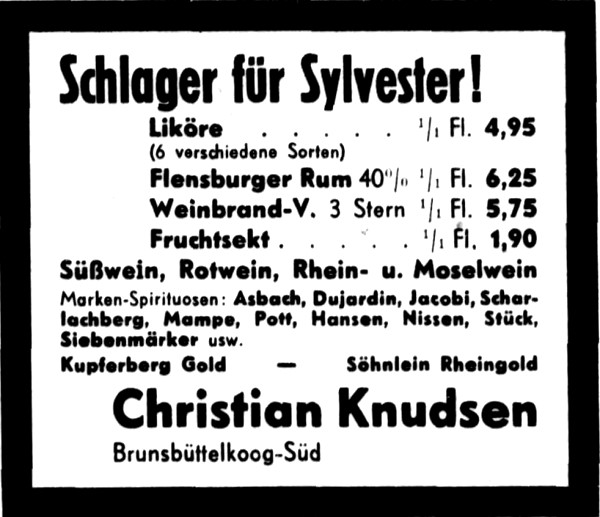 Schlager für Sylvester!
Liköre . . . . . 1/1 Fl. 4,95
(6 verschiedene Sorten)
Flensburger Rum 40% 1/1 Fl. 6,25
Weinbrand-V. 3 Stern 1/1 Fl. 5,75
Fruchtsekt . . . . . 1/1 Fl. 1,90
Süßwein, Rotwein, Rhein- u. Moselwein
Marken-Spirituosen: Asbach, Dujardin, Jacobi, Schar-
lachberg, Mampe, Pott, Hansen, Nissen, Stück,
Siebenmärker usw.
Kupferberg Gold — Söhnlein Rheingold
Christian Knudsen
Brunsbüttelkoog-Süd